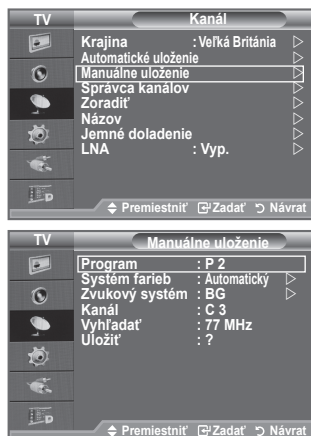 TV Kanál
Krajina : Veľká Británia
Automatické uloženie
Manuálne uloženie
Správca kanálov
Zoradiť
Názov
Jemné doladenie
LNA : Vyp.
Premiestniť Zadať Návrat
TV Manuálne uloženie
Program : P 2
Systém farieb : Automatický
Zvukový systém : BG
Kanál : C 3
Vyhľadať : 77 MHz
Uložiť : ?
Premiestniť Zadať Návrat